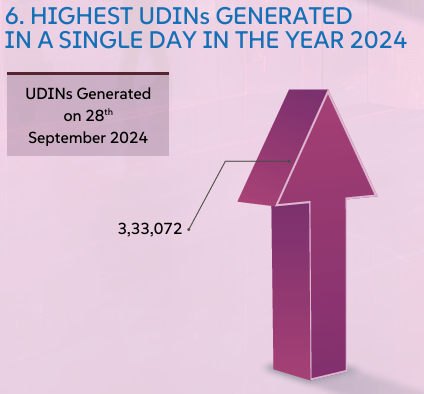 6. HIGHEST UDINs GENERATED
IN A SINGLE DAY IN THE YEAR 2024
UDINs Generated
on 28th
September 2024
3,33,072